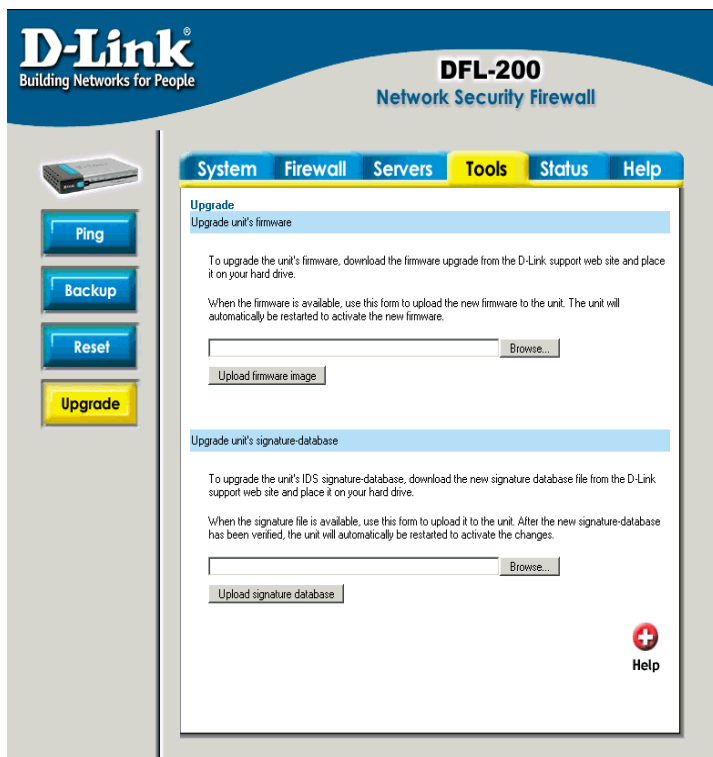 D-Link®
Building Networks for People
DFL-200
Network Security Firewall
System Firewall Servers Tools Status Help
Ping
Backup
Reset
Upgrade
Upgrade
Upgrade unit's firmware
To upgrade the unit's firmware, download the firmware upgrade from the D-Link support web site and place
it on your hard drive.
When the firmware is available, use this form to upload the new firmware to the unit. The unit will
automatically be restarted to activate the new firmware.
Browse...
Upload firmware image
Upgrade unit's signature-database
To upgrade the unit's IDS signature-database, download the new signature database file from the D-Link
support web site and place it on your hard drive.
When the signature file is available, use this form to upload it to the unit. After the new signature-database
has been verified, the unit will automatically be restarted to activate the changes.
Browse...
Upload signature database
Help